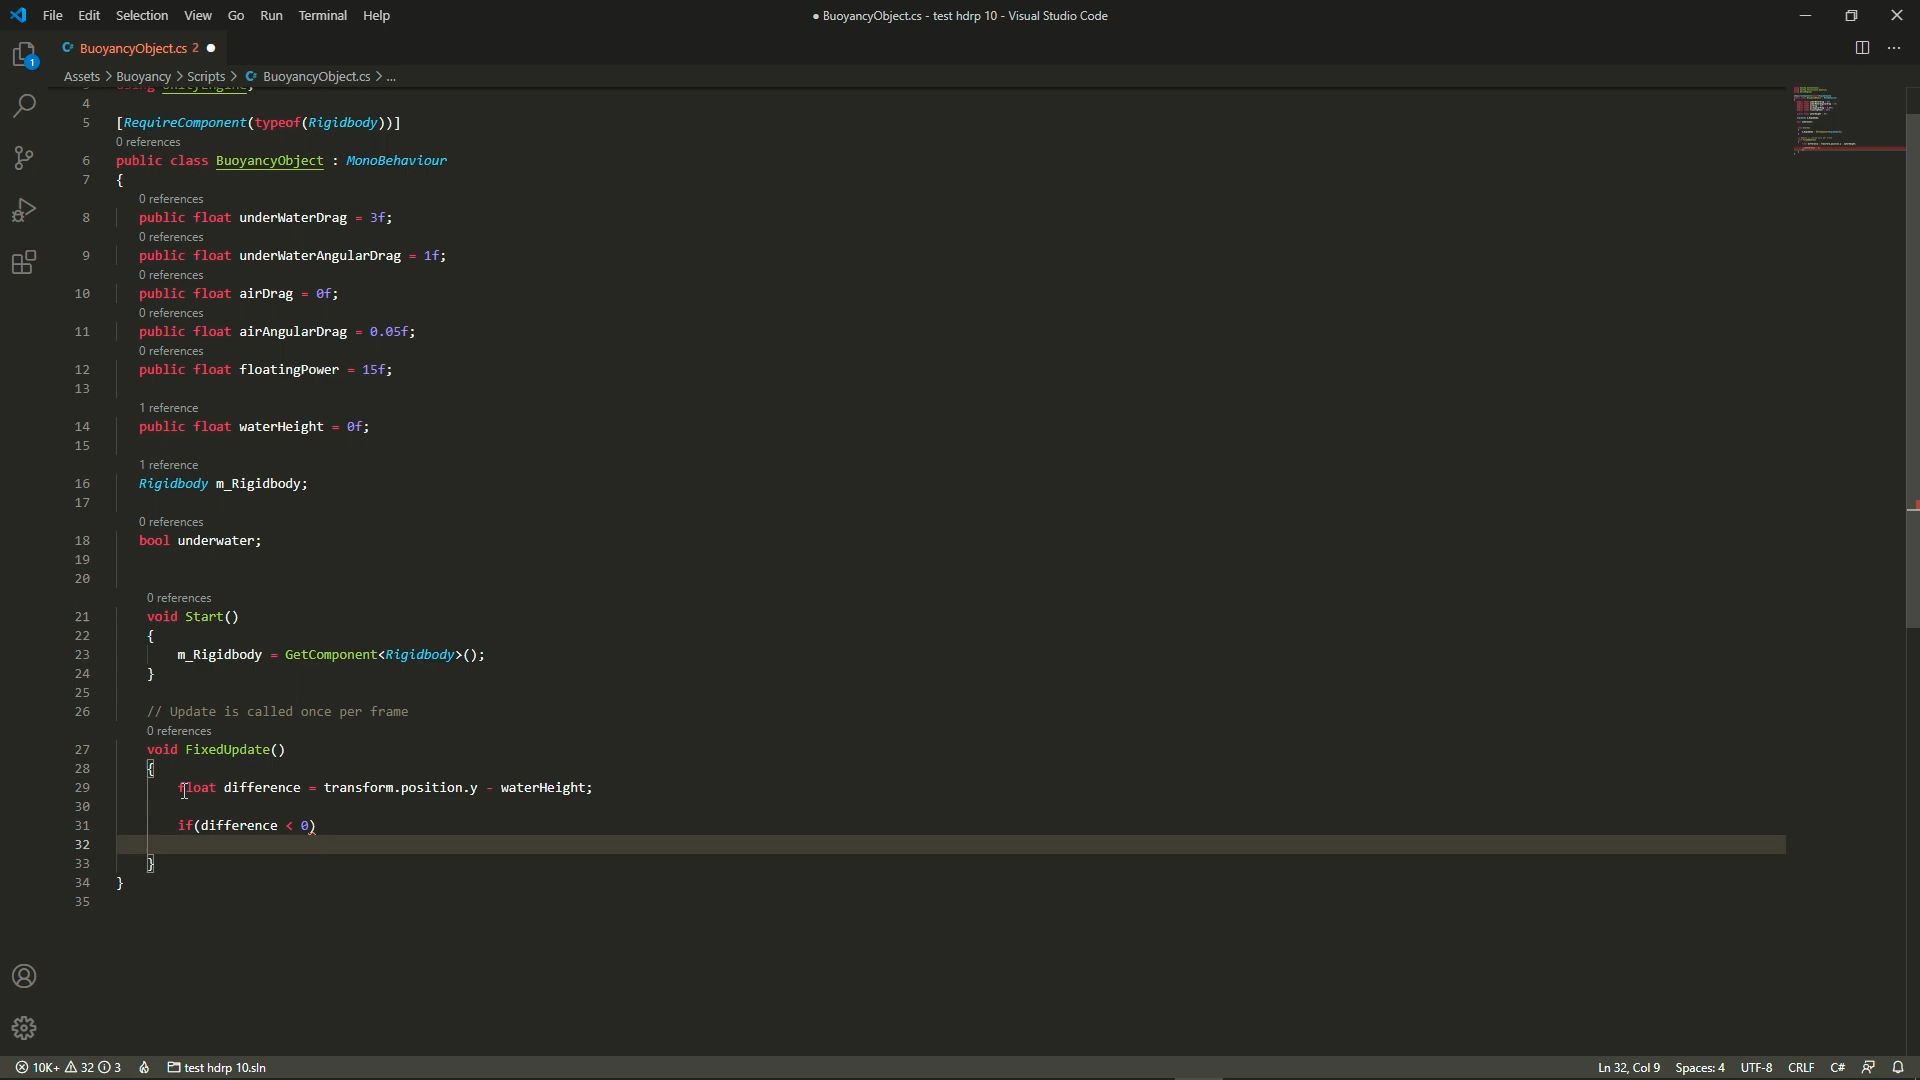 File Edit Selection View Go Run Terminal Help
● BuoyancyObject.cs - test hdrp 10 - Visual Studio Code
BuoyancyObject.cs 2 ●
Assets > Buoyancy > Scripts > BuoyancyObject.cs > ...
1
using UnityEngine;
4
5 [RequireComponent(typeof(Rigidbody))]
0 references
6 public class BuoyancyObject : MonoBehaviour
7 {
0 references
8 public float underWaterDrag = 3f;
0 references
9 public float underWaterAngularDrag = 1f;
0 references
10 public float airDrag = 0f;
0 references
11 public float airAngularDrag = 0.05f;
0 references
12 public float floatingPower = 15f;
13
1 reference
14 public float waterHeight = 0f;
15
1 reference
16 Rigidbody m_Rigidbody;
17
0 references
18 bool underwater;
19
20
0 references
21 void Start()
22 {
23 m_Rigidbody = GetComponent<Rigidbody>();
24 }
25
26 // Update is called once per frame
0 references
27 void FixedUpdate()
28 {
29 float difference = transform.position.y - waterHeight;
30
31 if(difference < 0)
32
33 }
34 }
35
10K+ 32 3 test hdrp 10.sln
Ln 32, Col 9 Spaces: 4 UTF-8 CRLF C#